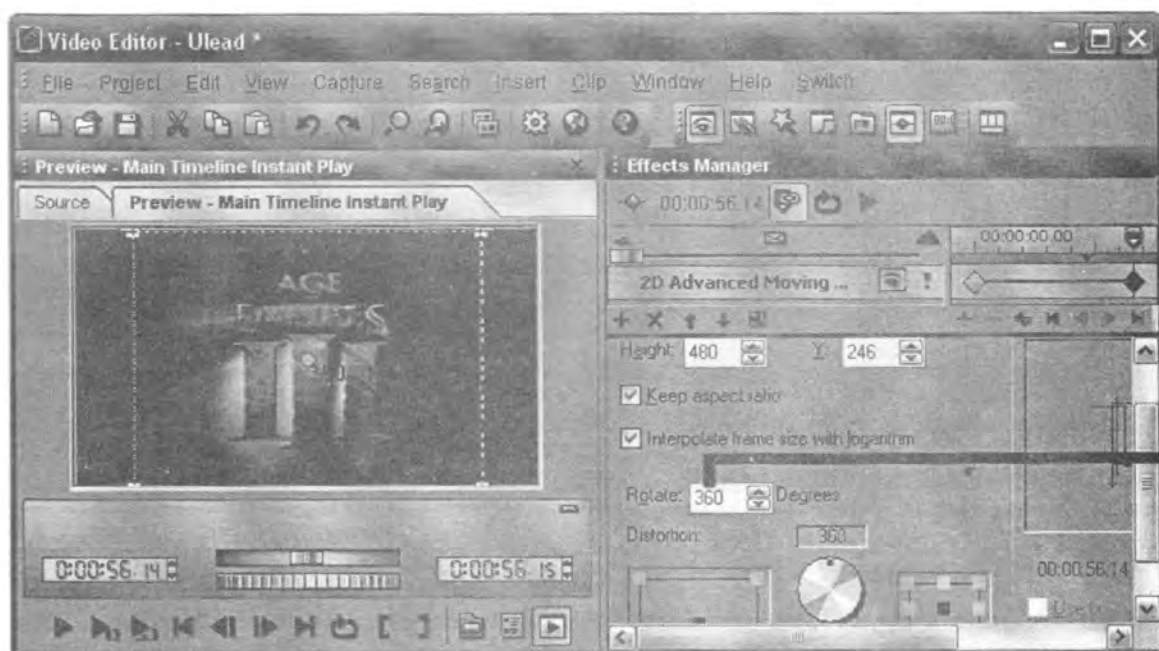 Video Editor - Ulead *
File Project Edit View Capture Search Insert Clip Window Help Switch
Preview - Main Timeline Instant Play
Source Preview - Main Timeline Instant Play
AGE
EMPIRES
III
0:00:56.14 0:00:56.15
Effects Manager
00:00:56.14
00:00:00.00
2D Advanced Moving ...
Height: 480 Y: 246
Keep aspect ratio
Interpolate frame size with logarithm
Rotate: 360 Degrees
Distortion: 360
00:00:56.14